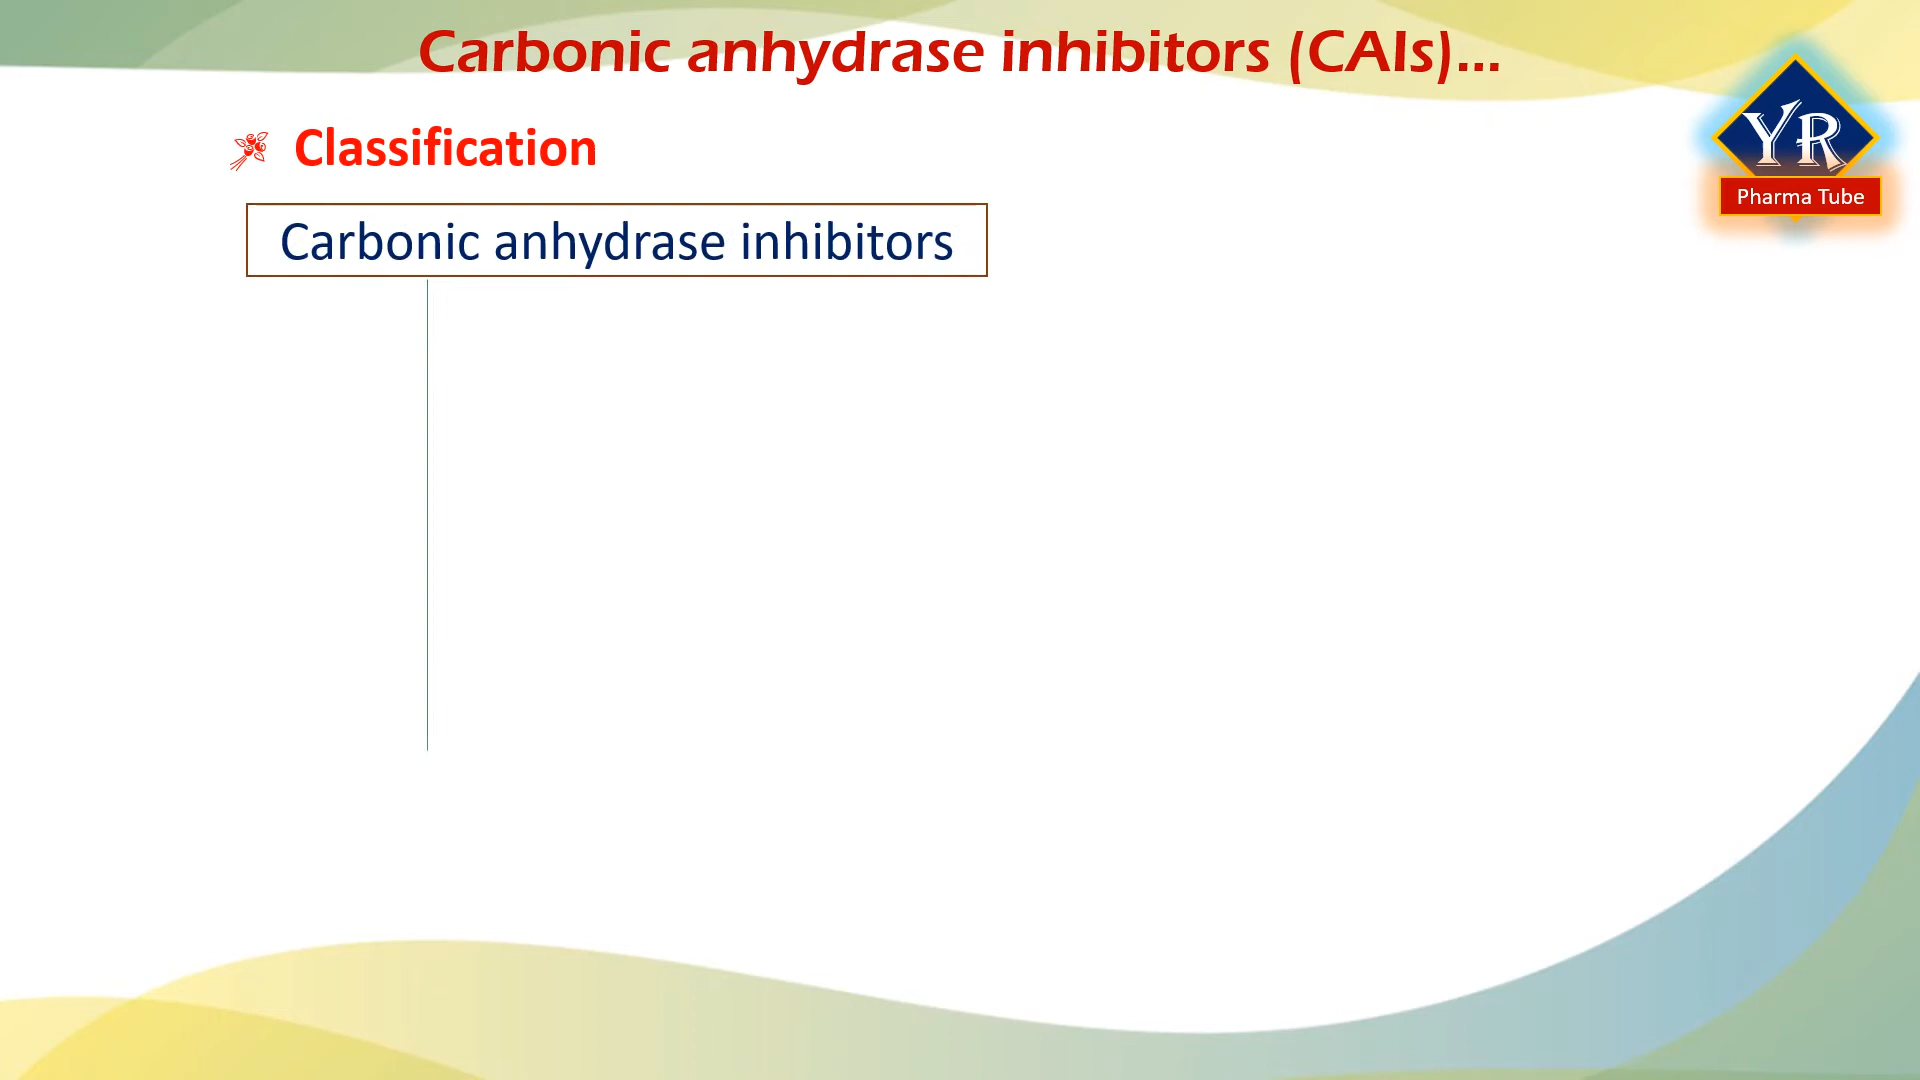 Carbonic anhydrase inhibitors (CAIs)...
Classification
Carbonic anhydrase inhibitors
YR
Pharma Tube